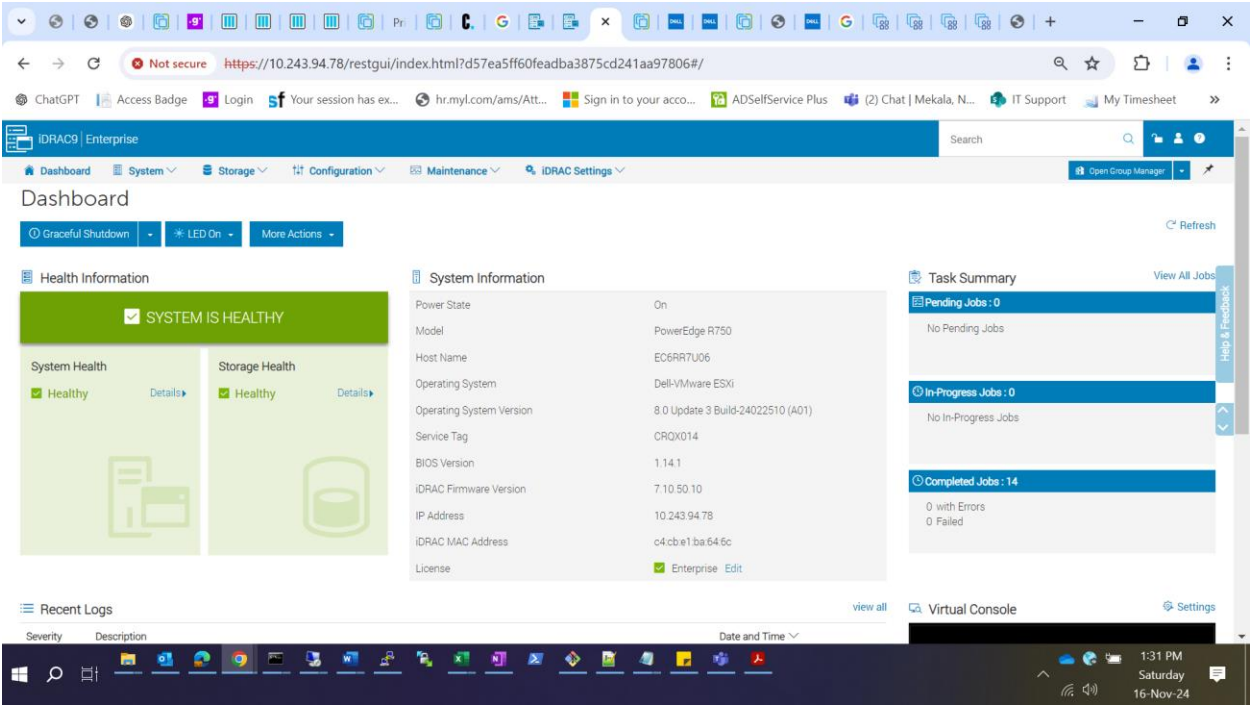 Pri
C.
G
G
Not secure https://10.243.94.78/restgui/index.html?d57ea5ff60feadba3875cd241aa97806#/
ChatGPT Access Badge Login Your session has ex... hr.myl.com/ams/Att... Sign in to your acco... ADSelfService Plus (2) Chat | Mekala, N... IT Support My Timesheet
iDRAC9 Enterprise Search
Dashboard System Storage Configuration Maintenance iDRAC Settings Open Group Manager
Dashboard
Graceful Shutdown LED On More Actions Refresh
Health Information System Information Task Summary View All Jobs
SYSTEM IS HEALTHY
System Health Storage Health
Healthy Details Healthy Details
Power State On
Model PowerEdge R750
Host Name EC6RR7U06
Operating System Dell-VMware ESXi
Operating System Version 8.0 Update 3 Build-24022510 (A01)
Service Tag CRQX014
BIOS Version 1.14.1
iDRAC Firmware Version 7.10.50.10
IP Address 10.243.94.78
iDRAC MAC Address c4:cb:e1:ba:64:6c
License Enterprise Edit
Pending Jobs : 0
No Pending Jobs
In-Progress Jobs : 0
No In-Progress Jobs
Completed Jobs : 14
0 with Errors
0 Failed
Help & Feedback
Recent Logs view all Virtual Console Settings
Severity Description Date and Time
1:31 PM
Saturday
16-Nov-24